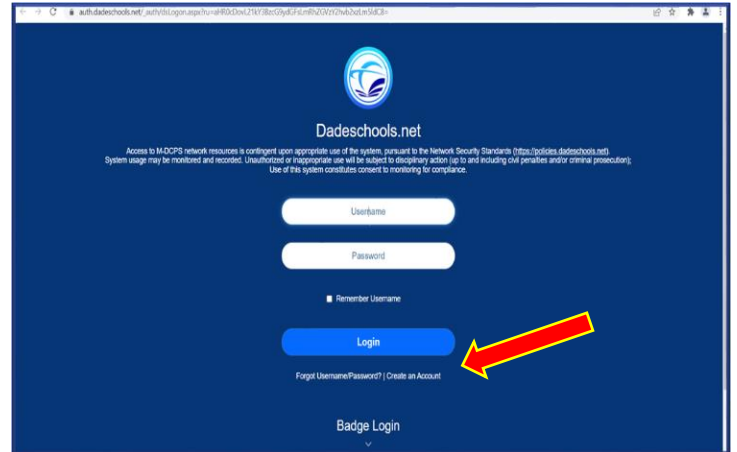 Dadeschools.net
Access to M-DCPS network resources is contingent upon appropriate use of the system, pursuant to the Network Security Standards (https://policies.dadeschools.net).
System usage may be monitored and recorded. Unauthorized or inappropriate use will be subject to disciplinary action (up to and including civil penalties and/or criminal prosecution);
Use of this system constitutes consent to monitoring for compliance.
Username
Password
Remember Username
Login
Forgot Username/Password? | Create an Account
Badge Login